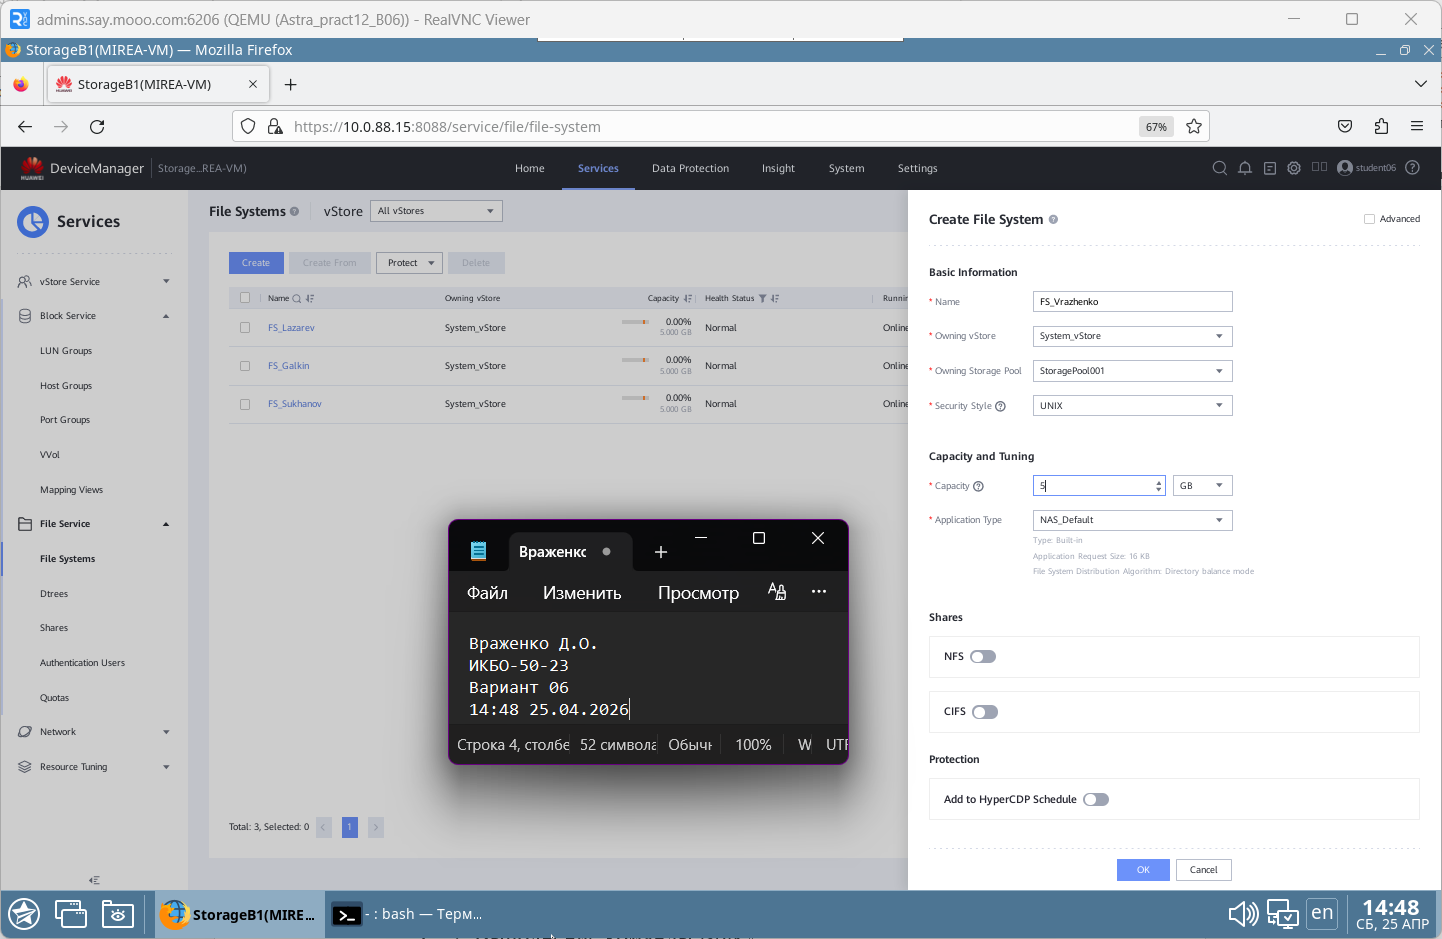 admins.say.mooo.com:6206 (QEMU (Astra_pract12_B06)) - RealVNC Viewer
StorageB1(MIREA-VM) — Mozilla Firefox
StorageB1(MIREA-VM)
https://10.0.88.15:8088/service/file/file-system
67%
HUAWEI
DeviceManager
Storage...REA-VM)
Home
Services
Data Protection
Insight
System
Settings
student06
Services
vStore Service
Block Service
LUN Groups
Host Groups
Port Groups
VVol
Mapping Views
File Service
File Systems
Dtrees
Shares
Authentication Users
Quotas
Network
Resource Tuning
File Systems
vStore
All vStores
Create
Create From
Protect
Delete
Name
Owning vStore
Capacity
Health Status
Runnin
FS_Lazarev
System_vStore
0.00%
5.000 GB
Normal
Online
FS_Galkin
System_vStore
0.00%
5.000 GB
Normal
Online
FS_Sukhanov
System_vStore
0.00%
5.000 GB
Normal
Online
Total: 3, Selected: 0
1
Create File System
Advanced
Basic Information
* Name
FS_Vrazhenko
* Owning vStore
System_vStore
* Owning Storage Pool
StoragePool001
* Security Style
UNIX
Capacity and Tuning
* Capacity
5
GB
* Application Type
NAS_Default
Type: Built-in
Application Request Size: 16 KB
File System Distribution Algorithm: Directory balance mode
Shares
NFS
CIFS
Protection
Add to HyperCDP Schedule
OK
Cancel
Враженкс
Файл
Изменить
Просмотр
Враженко Д.О.
ИКБО-50-23
Вариант 06
14:48 25.04.2026
Строка 4, столбе
52 символа
Обычн
100%
W
UTF
StorageB1(MIRE...
- : bash — Терм...
en
14:48
СБ, 25 АПР